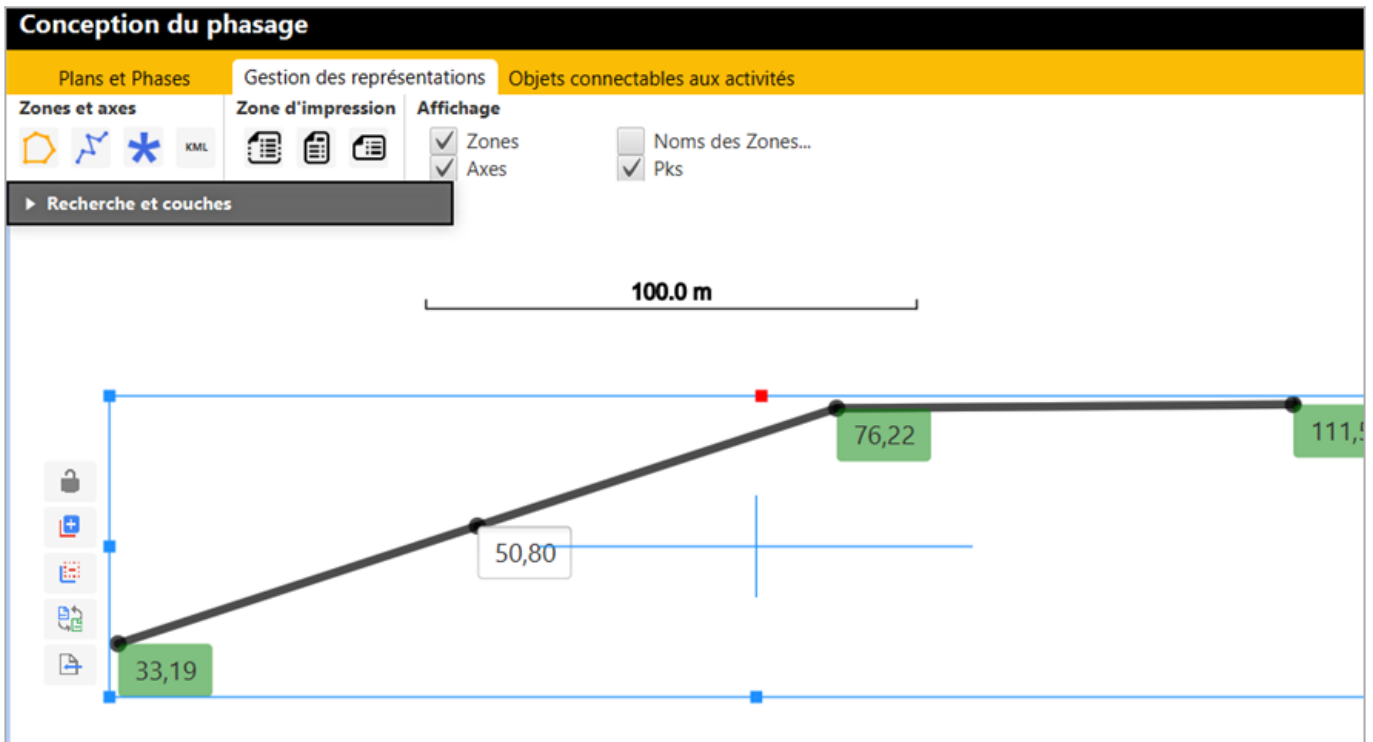 Conception du phasage
Plans et Phases Gestion des représentations Objets connectables aux activités
Zones et axes Zone d'impression Affichage
KML Zones Noms des Zones...
Axes Pks
Recherche et couches
100.0 m
76,22
50,80
33,19